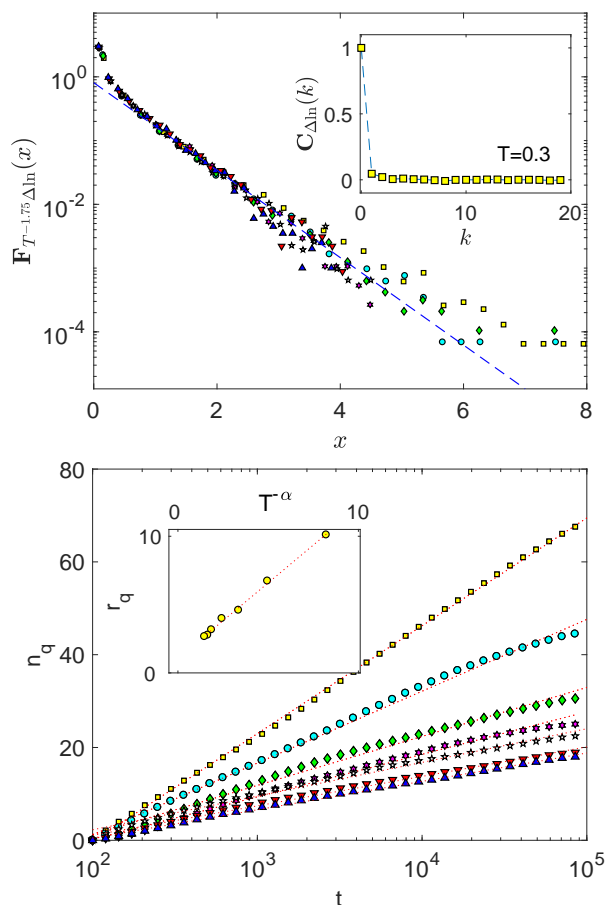 10^0
10^-2
10^-4
F_{T^{-1.75} Δln}(x)
0 2 4 6 8
x
1
0.5
0
C_{Δln}(k)
T=0.3
0 10 20
k
80
60
40
20
0
n_q
0 T^{-α} 10
10
0
r_q
10^2 10^3 10^4 10^5
t